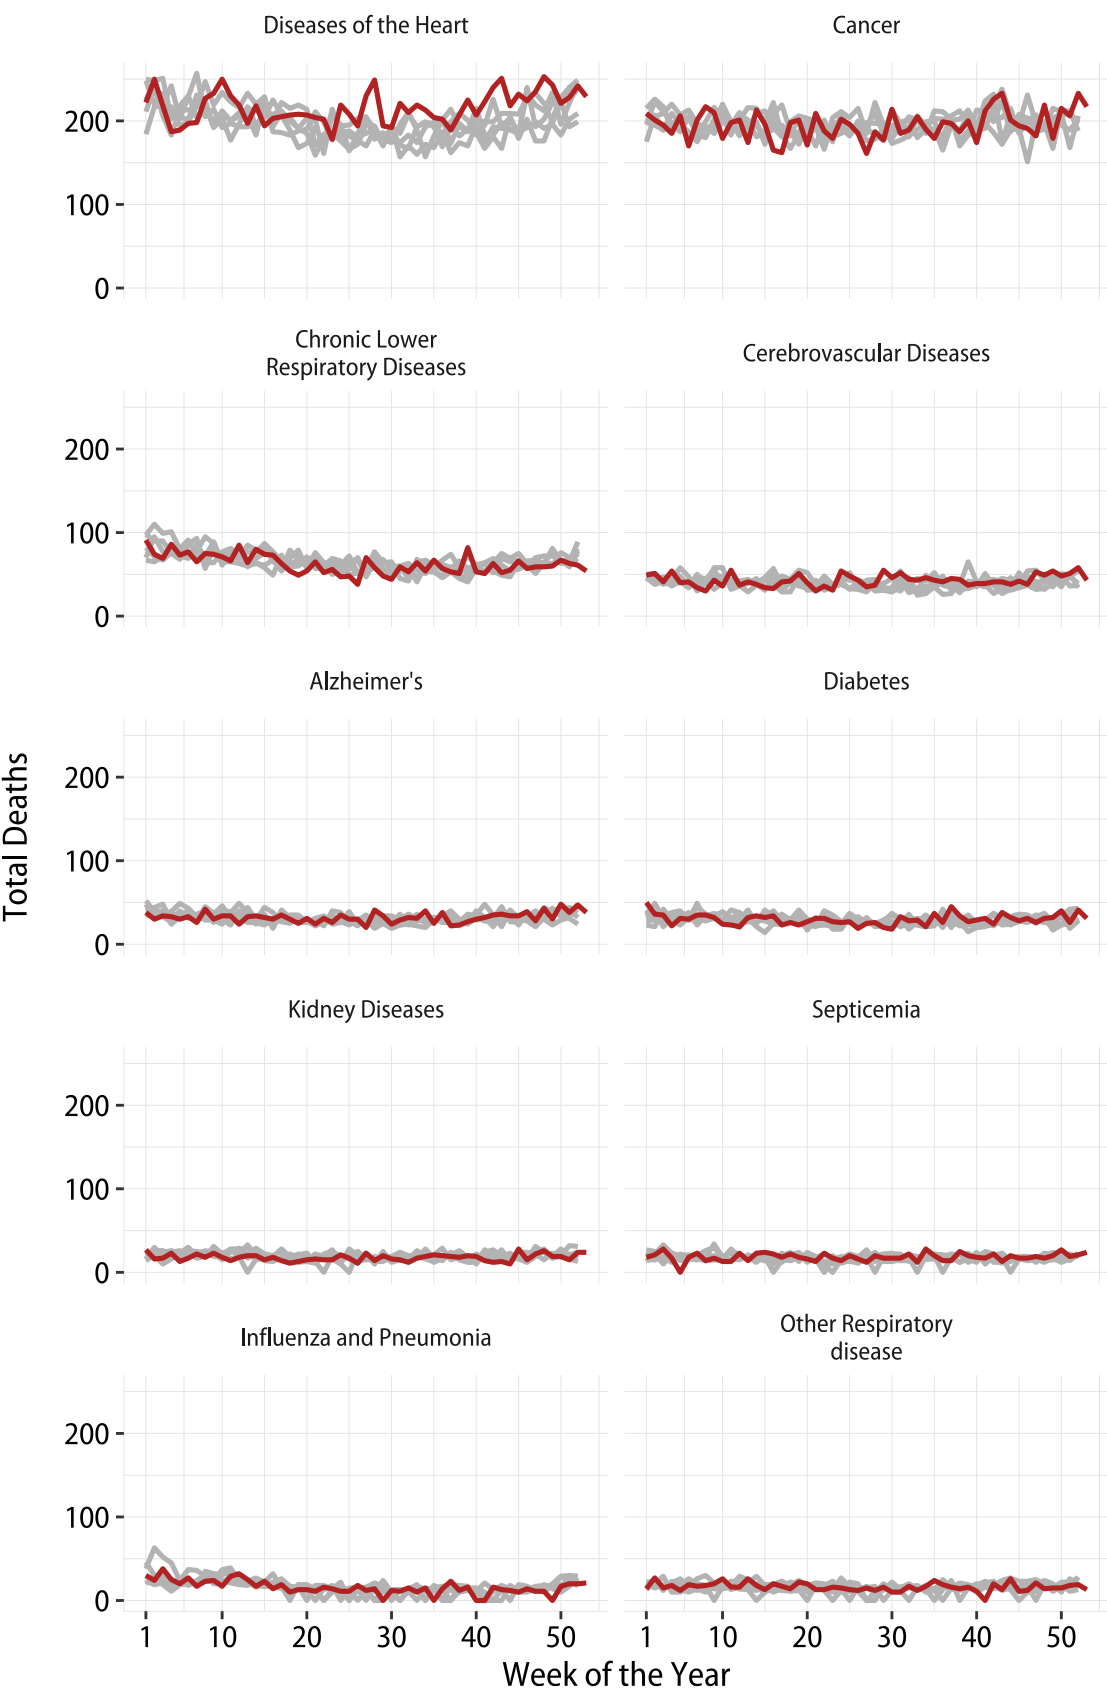 Diseases of the Heart
Cancer
200
100
0
Chronic Lower
Respiratory Diseases
Cerebrovascular Diseases
200
100
0
Alzheimer's
Diabetes
200
100
0
Total Deaths
Kidney Diseases
Septicemia
200
100
0
Influenza and Pneumonia
Other Respiratory
disease
200
100
0
1 10 20 30 40 50
1 10 20 30 40 50
Week of the Year